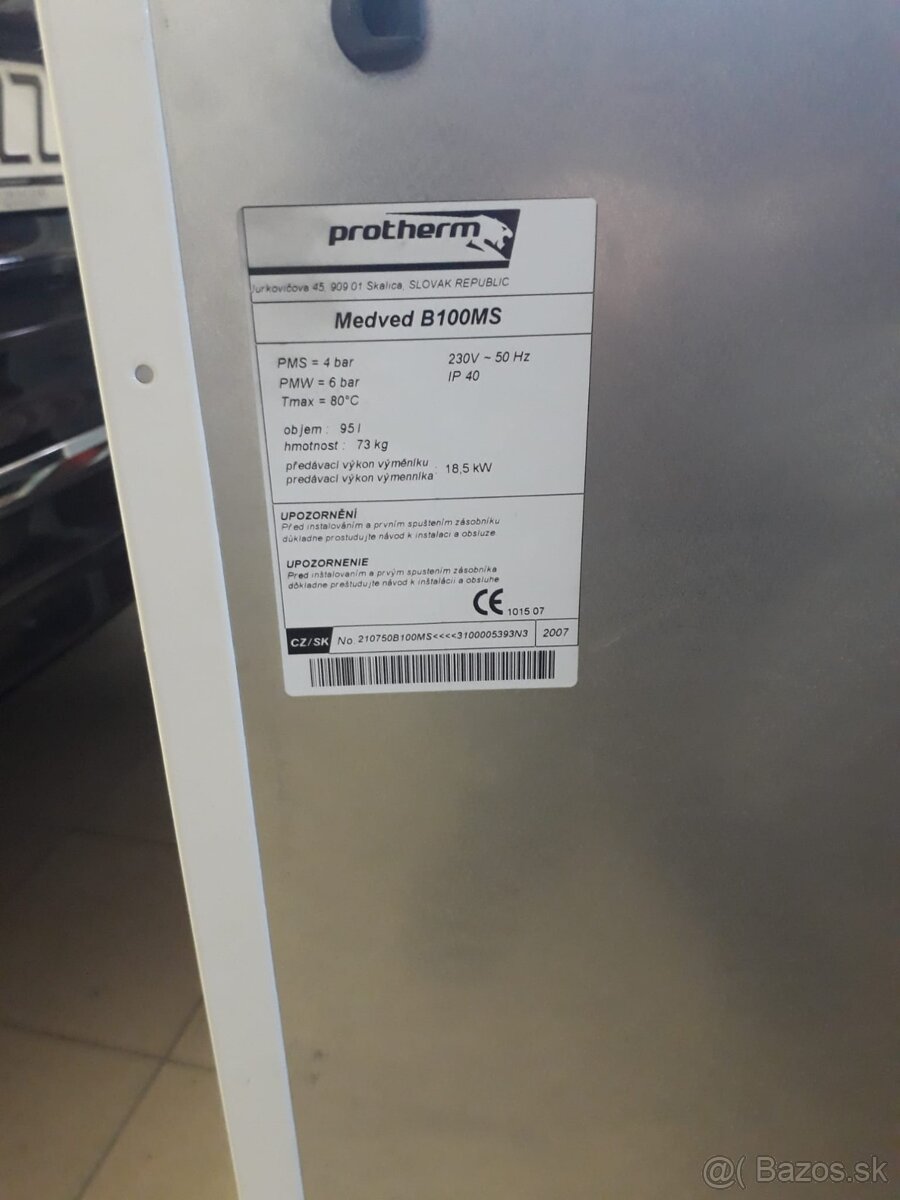 protherm
Jurkovičova 45, 909 01 Skalica, SLOVAK REPUBLIC
Medved B100MS
PMS = 4 bar
230V ~ 50 Hz
PMW = 6 bar
IP 40
Tmax = 80°C
objem : 95 l
hmotnost : 73 kg
předávací výkon výměníku
predávací výkon výmenníka : 18,5 kW
UPOZORNĚNÍ
Před instalováním a prvním spuštěním zásobníku
důkladne prostudujte návod k instalaci a obsluze.
UPOZORNENIE
Pred inštalovaním a prvým spustením zásobníka
dôkladne preštudujte návod k inštalácii a obsluhe
CE 1015 07
CZ/SK No 210750B100MS<<<<3100005393N3 2007
@( Bazos.sk